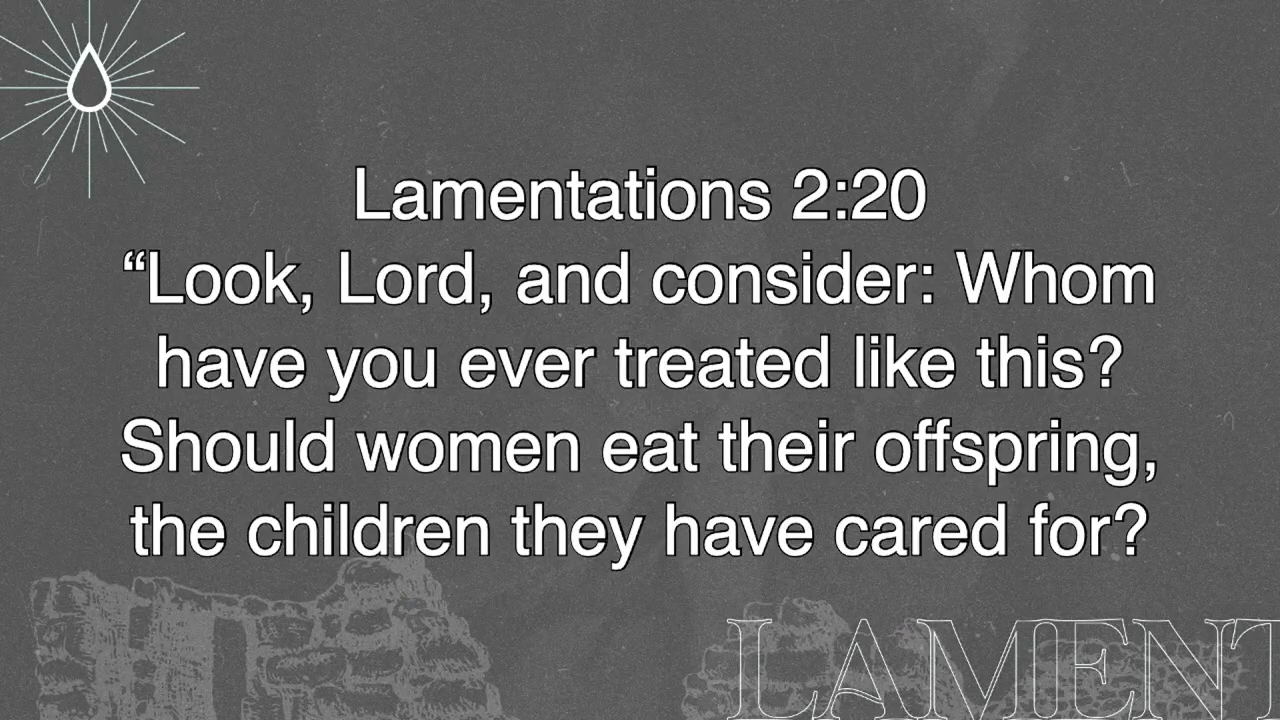 Lamentations 2:20
“Look, Lord, and consider: Whom
have you ever treated like this?
Should women eat their offspring,
the children they have cared for?
LAMENT